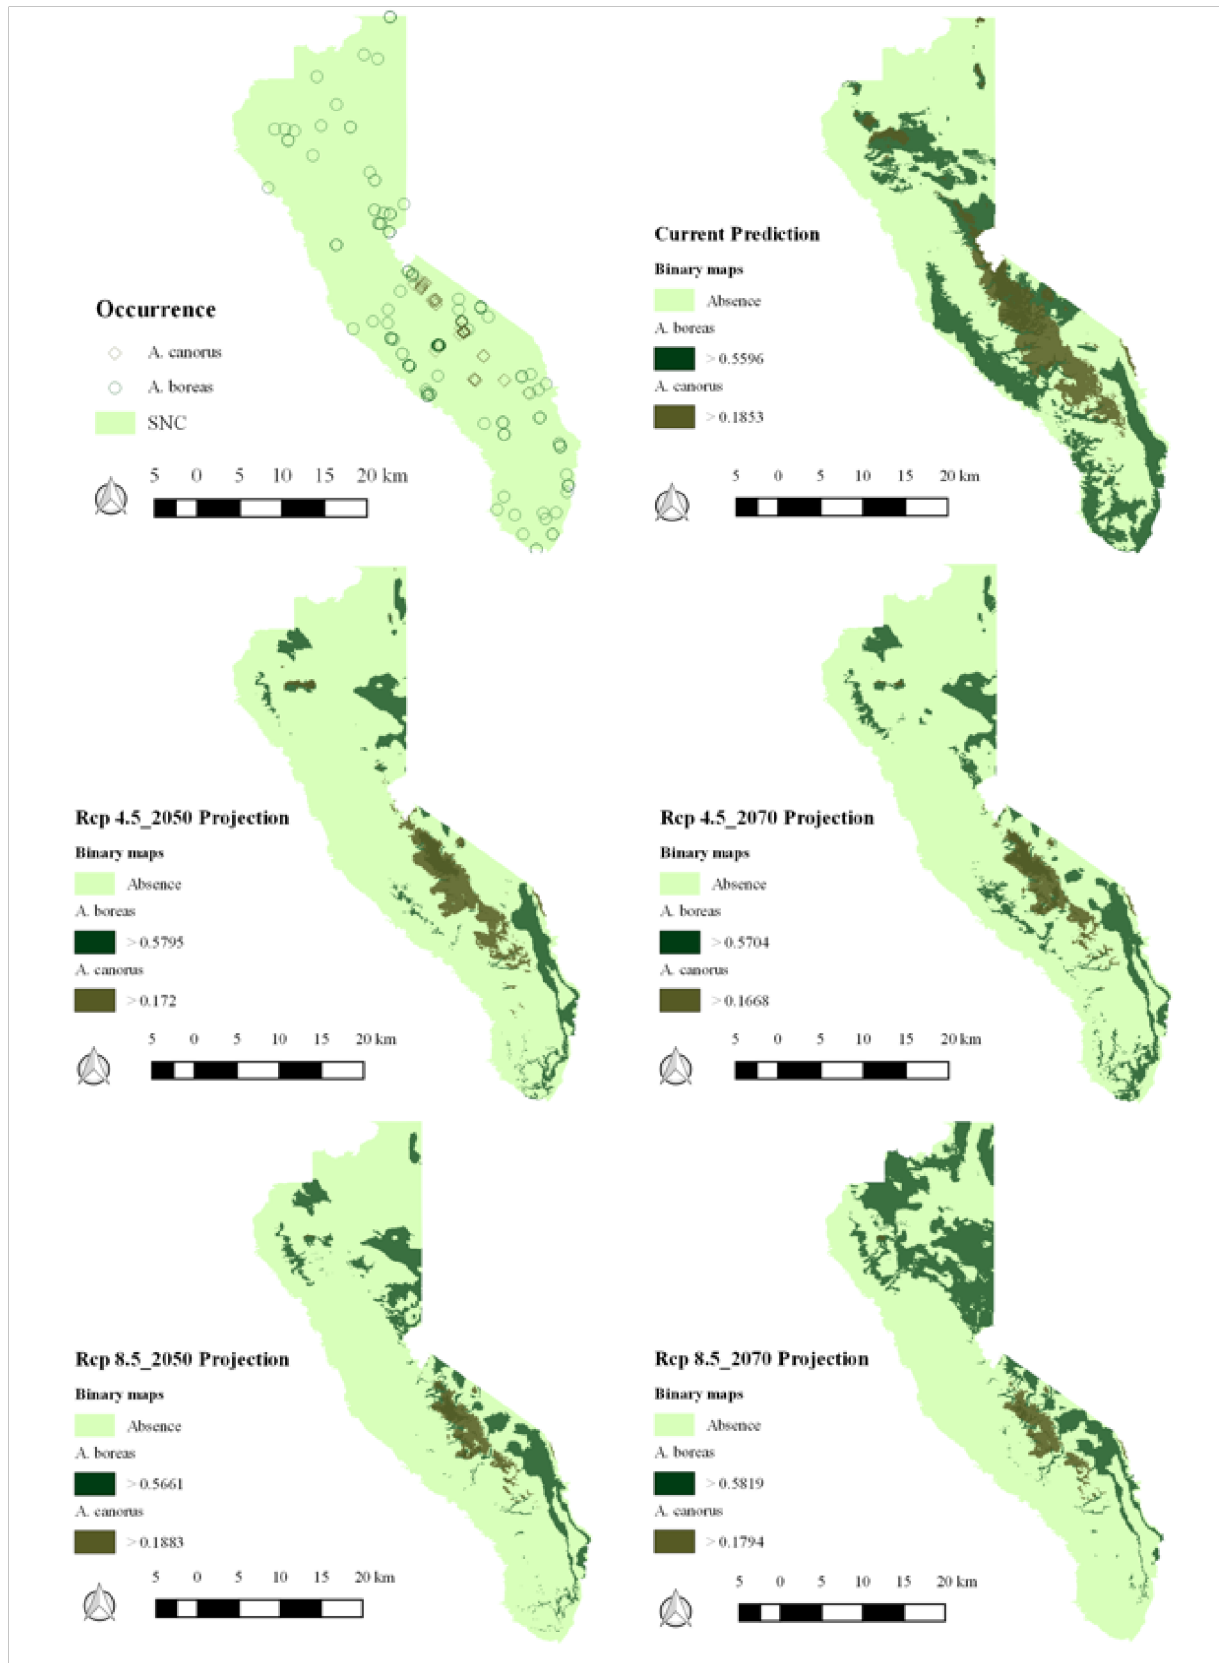 Occurrence
A. canorus
A. boreas
SNC
5 0 5 10 15 20 km
Current Prediction
Binary maps
Absence
A. boreas
> 0.5596
A. canorus
> 0.1853
5 0 5 10 15 20 km
Rcp 4.5_2050 Projection
Binary maps
Absence
A. boreas
> 0.5795
A. canorus
> 0.172
5 0 5 10 15 20 km
Rcp 4.5_2070 Projection
Binary maps
Absence
A. boreas
> 0.5704
A. canorus
> 0.1668
5 0 5 10 15 20 km
Rcp 8.5_2050 Projection
Binary maps
Absence
A. boreas
> 0.5661
A. canorus
> 0.1883
5 0 5 10 15 20 km
Rcp 8.5_2070 Projection
Binary maps
Absence
A. boreas
> 0.5819
A. canorus
> 0.1794
5 0 5 10 15 20 km